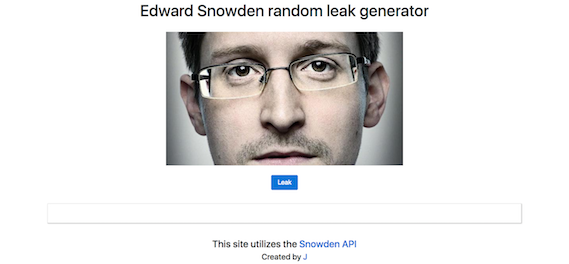 Edward Snowden random leak generator
Leak
This site utilizes the Snowden API
Created by J